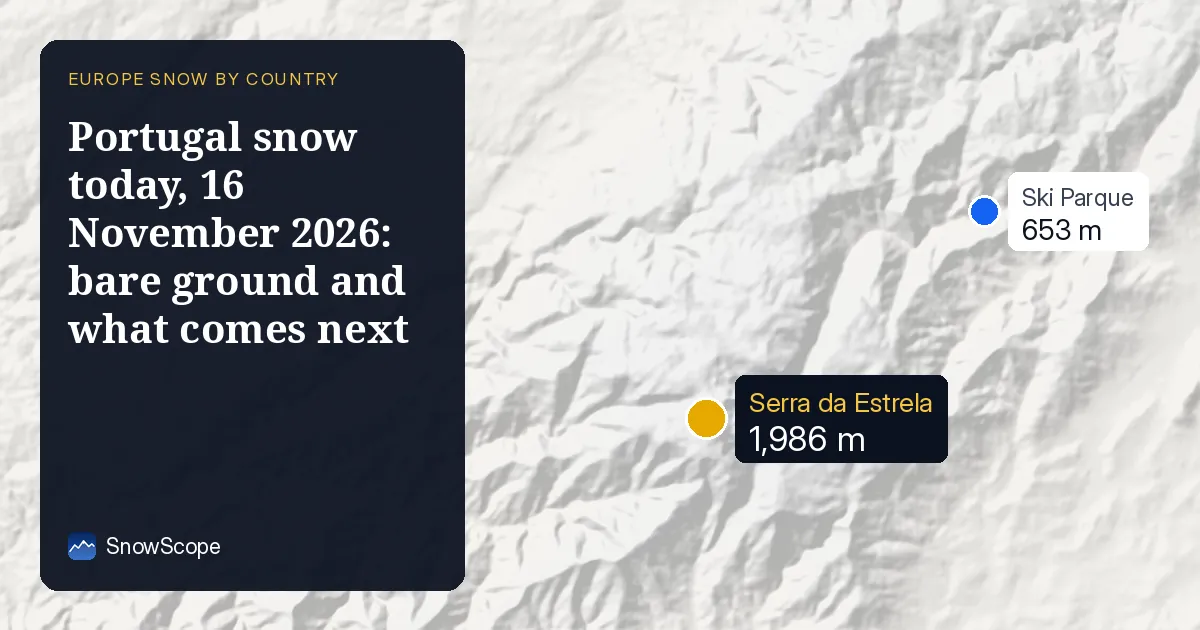 EUROPE SNOW BY COUNTRY
Portugal snow
today, 16
November 2026:
bare ground and
what comes next
SnowScope
Ski Parque
653 m
Serra da Estrela
1,986 m